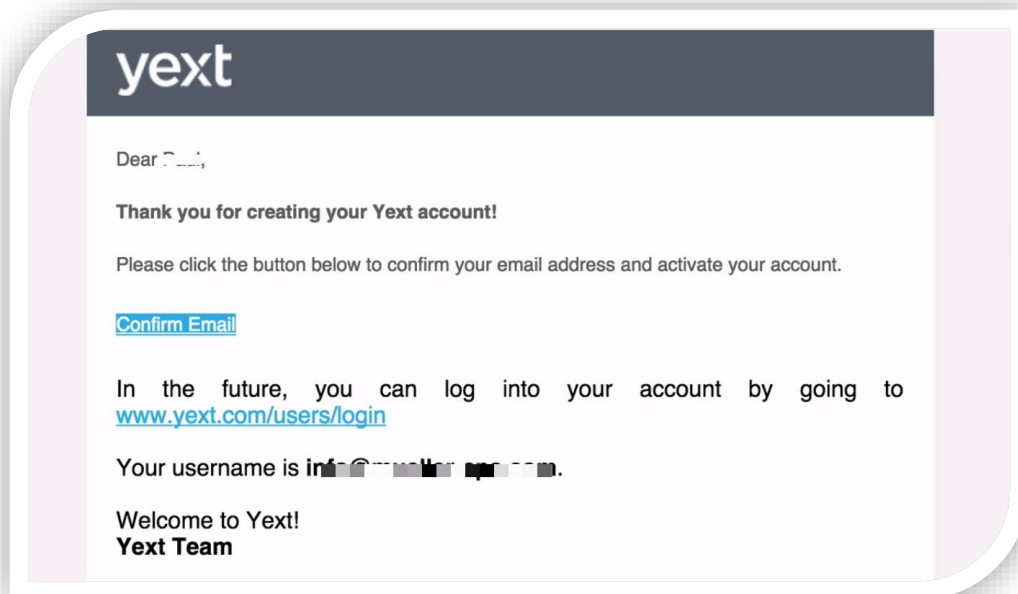 yext
Dear
Thank you for creating your Yext account!
Please click the button below to confirm your email address and activate your account.
Confirm Email
In the future, you can log into your account by going to
www.yext.com/users/login
Your username is
Welcome to Yext!
Yext Team